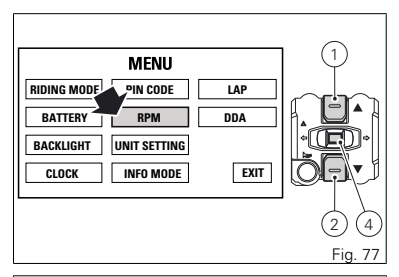 MENU
RIDING MODE PIN CODE LAP
BATTERY RPM DDA
BACKLIGHT UNIT SETTING
CLOCK INFO MODE EXIT
1
2 4
Fig. 77